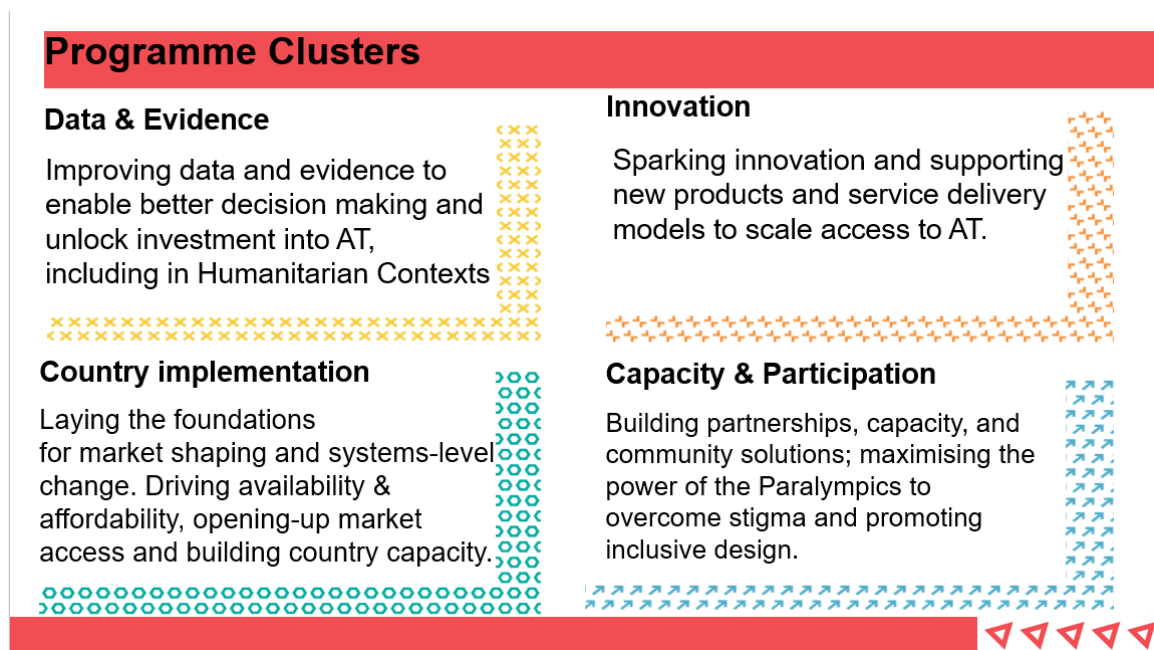 Programme Clusters
Data & Evidence
Improving data and evidence to
enable better decision making and
unlock investment into AT,
including in Humanitarian Contexts
Innovation
Sparking innovation and supporting
new products and service delivery
models to scale access to AT.
Country implementation
Laying the foundations
for market shaping and systems-level
change. Driving availability &
affordability, opening-up market
access and building country capacity.
Capacity & Participation
Building partnerships, capacity, and
community solutions; maximising the
power of the Paralympics to
overcome stigma and promoting
inclusive design.